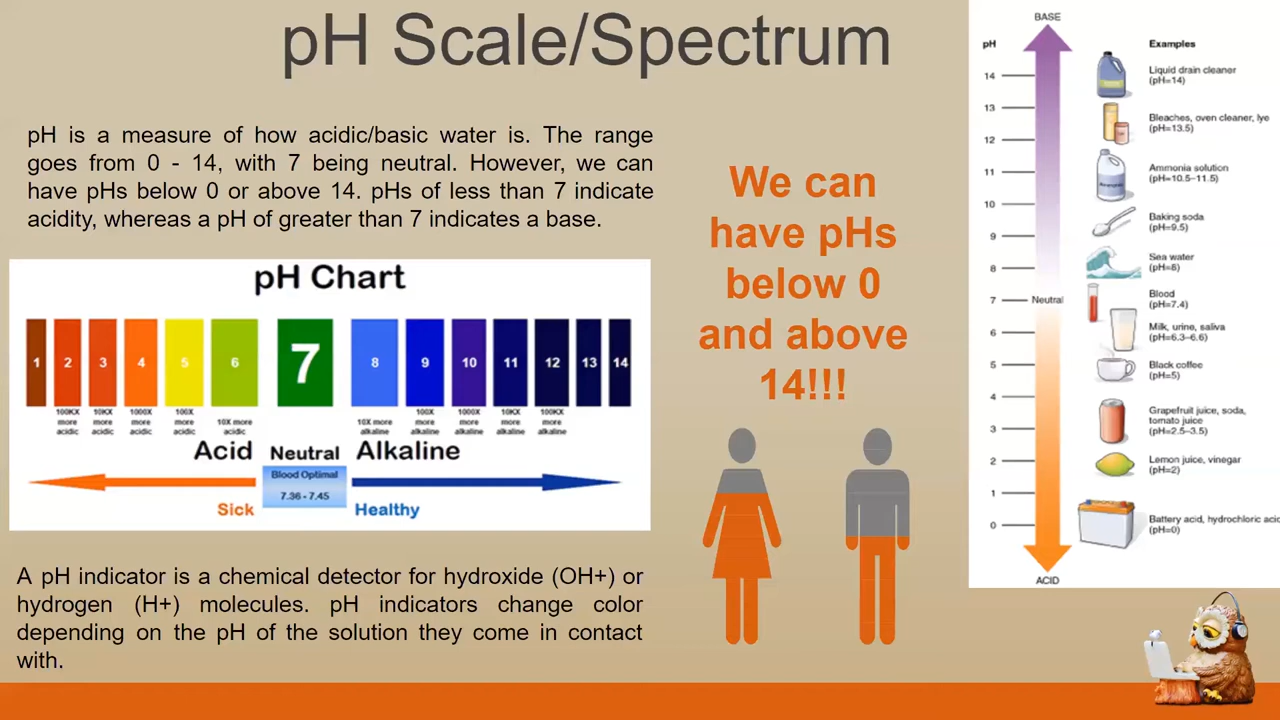 pH Scale/Spectrum
pH is a measure of how acidic/basic water is. The range
goes from 0 - 14, with 7 being neutral. However, we can
have pHs below 0 or above 14. pHs of less than 7 indicate
acidity, whereas a pH of greater than 7 indicates a base.
pH Chart
1 2 3 4 5 6 7 8 9 10 11 12 13 14
100KX more acidic
10KX more acidic
1000X more acidic
100X more acidic
10X more acidic
10X more alkaline
100X more alkaline
1000X more alkaline
10KX more alkaline
100KX more alkaline
Acid Neutral Alkaline
Blood Optimal
7.36 - 7.45
Sick Healthy
A pH indicator is a chemical detector for hydroxide (OH+) or
hydrogen (H+) molecules. pH indicators change color
depending on the pH of the solution they come in contact
with.
We can
have pHs
below 0
and above
14!!!
BASE
pH Examples
14
Liquid drain cleaner
(pH=14)
13
Bleaches, oven cleaner, lye
(pH=13.5)
12
11
Ammonia solution
(pH=10.5–11.5)
10
Baking soda
(pH=9.5)
9
8
Sea water
(pH=8)
7 Neutral
Blood
(pH=7.4)
6
Milk, urine, saliva
(pH=6.3–6.6)
5
Black coffee
(pH=5)
4
3
Grapefruit juice, soda,
tomato juice
(pH=2.5–3.5)
2
Lemon juice, vinegar
(pH=2)
1
0
Battery acid, hydrochloric acid
(pH=0)
ACID